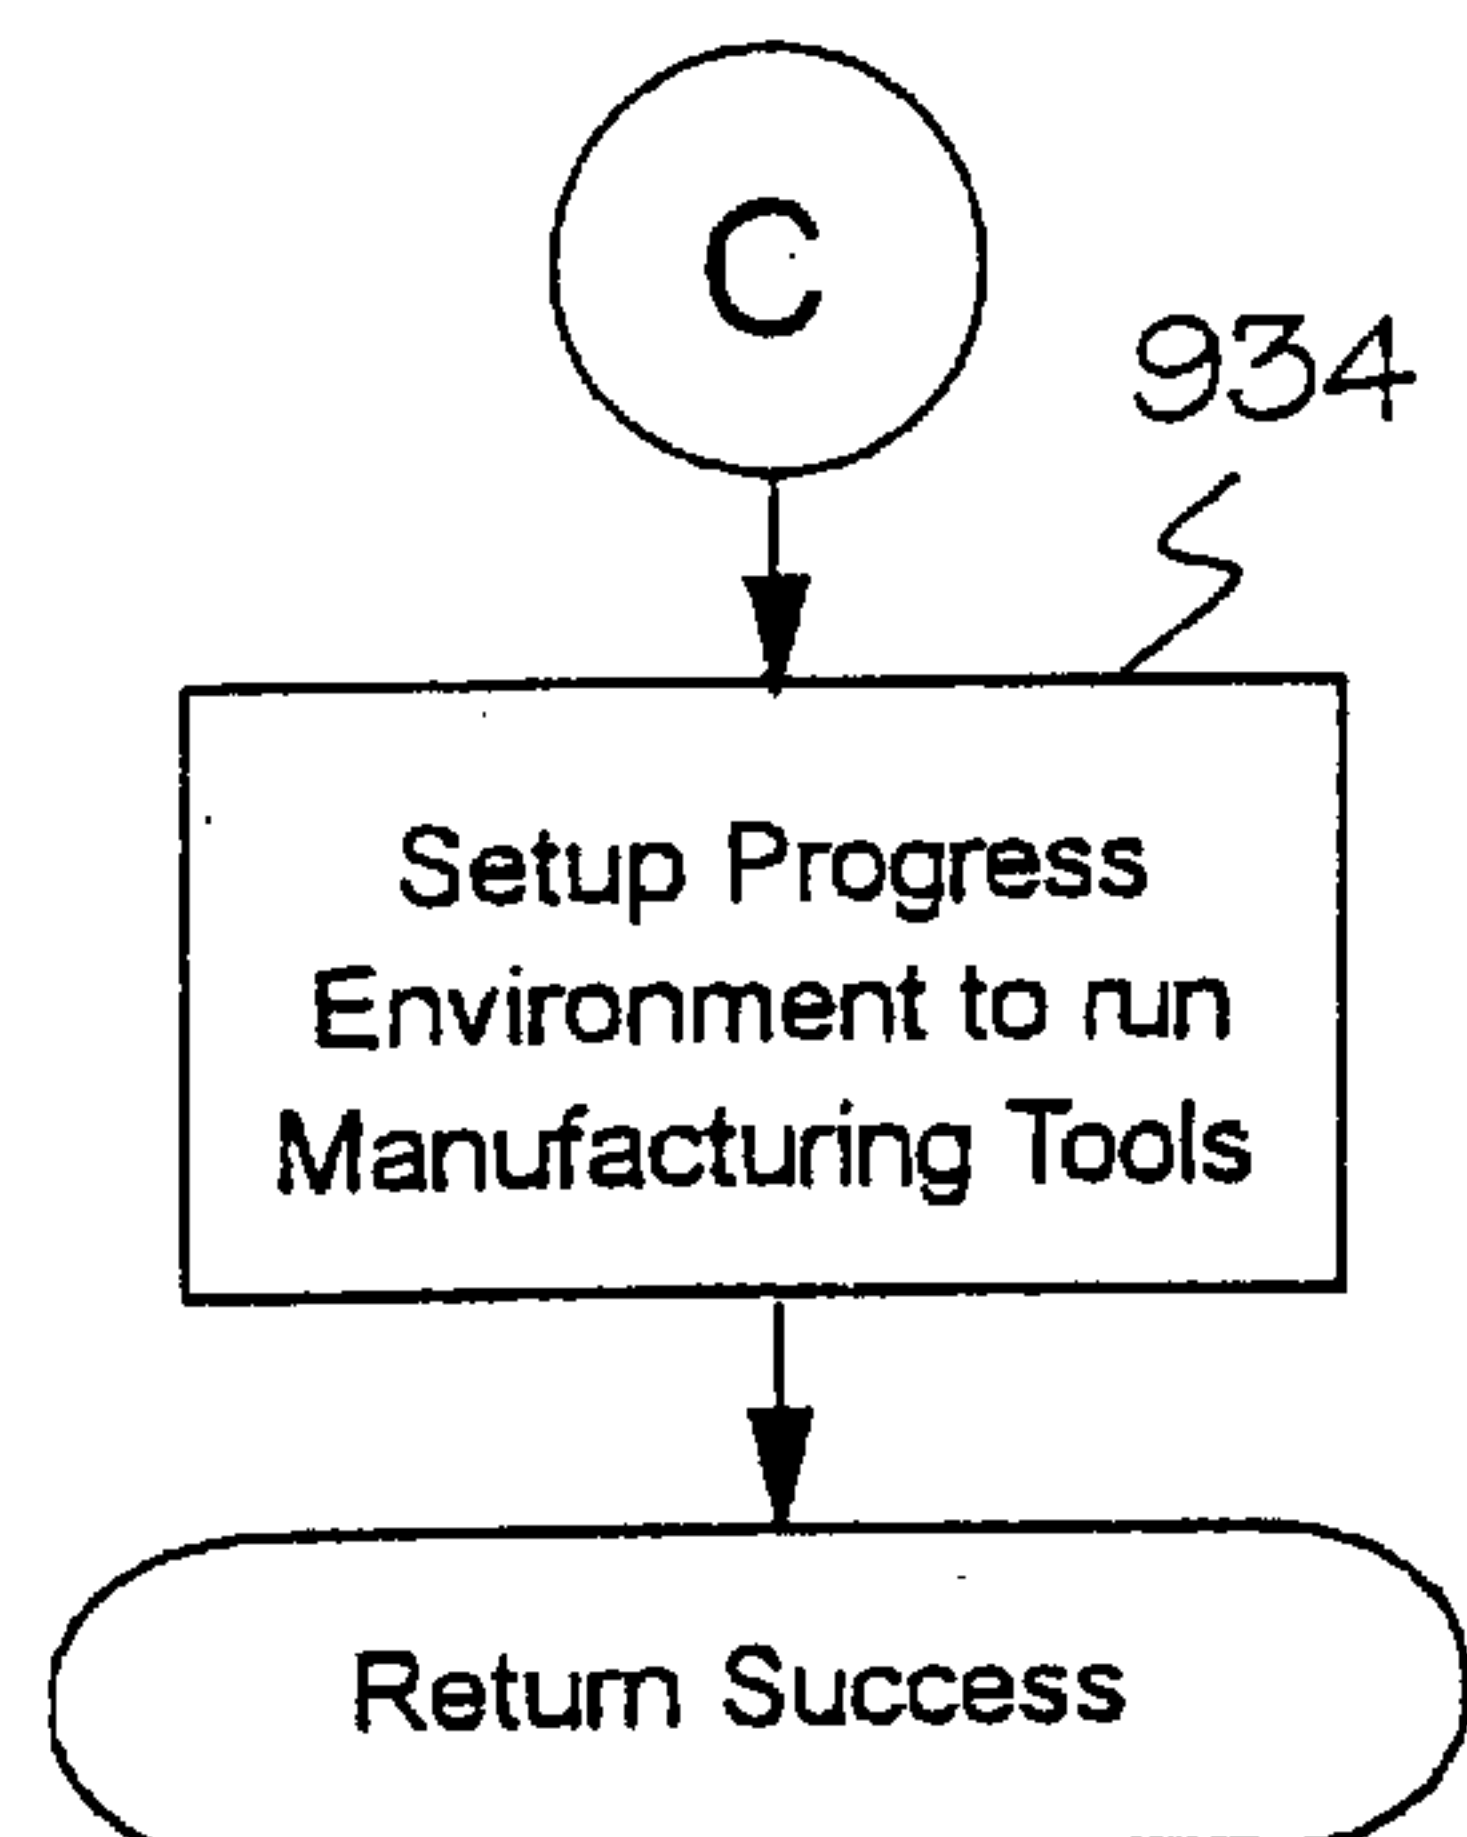 C
934
Setup Progress
Environment to run
Manufacturing Tools
Return Success